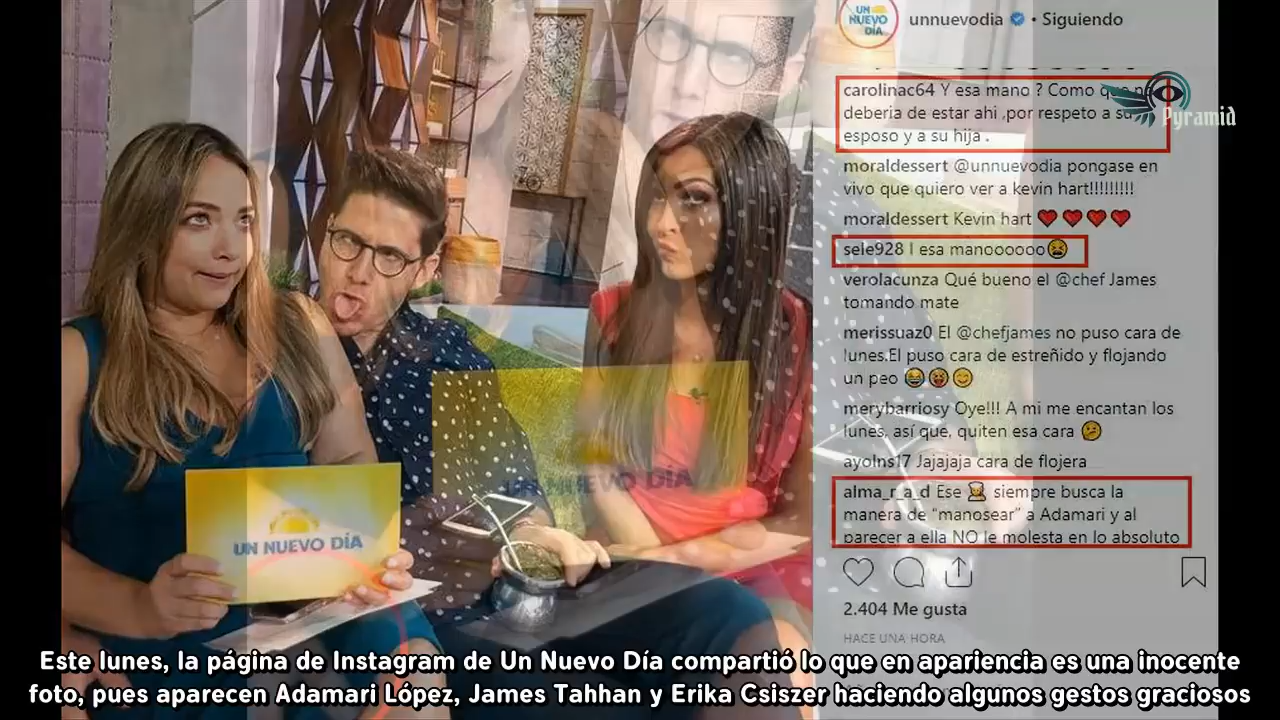 UN
NUEVO
DÍA
unnuevodia • Siguiendo
carolinac64 Y esa mano ? Como que no
deberia de estar ahi ,por respeto a su
esposo y a su hija .
Pyramid
moraldessert @unnuevodia pongase en
vivo que quiero ver a kevin hart!!!!!!!!!
moraldessert Kevin hart ❤️❤️❤️❤️
sele928 I esa manoooooo😫
verolacunza Qué bueno el @chef James
tomando mate
merissuaz0 El @chefjames no puso cara de
lunes.El puso cara de estreñido y flojando
un peo 😂😝😊
merybarriosy Oye!!! A mi me encantan los
lunes, así que, quiten esa cara 🤔
ayolns17 Jajajaja cara de flojera
alma_r_a_d Ese 👩‍🍳 siempre busca la
manera de “manosear” a Adamari y al
parecer a ella NO le molesta en lo absoluto
UN NUEVO DÍA
UN NUEVO DÍA
2.404 Me gusta
HACE UNA HORA
Este lunes, la página de Instagram de Un Nuevo Día compartió lo que en apariencia es una inocente
foto, pues aparecen Adamari López, James Tahhan y Erika Csiszer haciendo algunos gestos graciosos